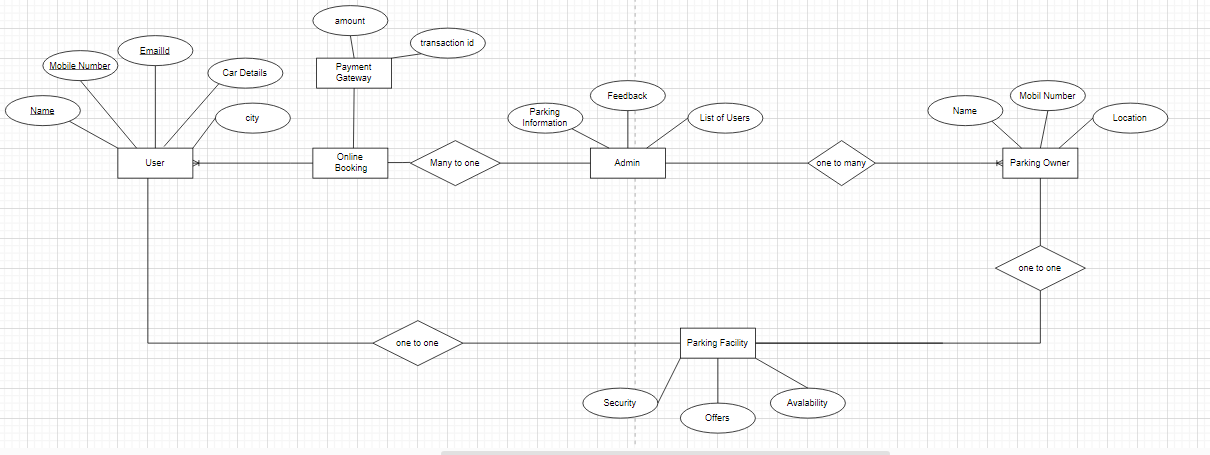 amount
transaction id
EmailId
Mobile Number
Payment
Gateway
Car Details
Name
city
Feedback
Parking
Information
List of Users
Mobil Number
Name
Location
User
Online
Booking
Many to one
Admin
one to many
Parking Owner
one to one
one to one
Parking Facility
Security
Offers
Avalability